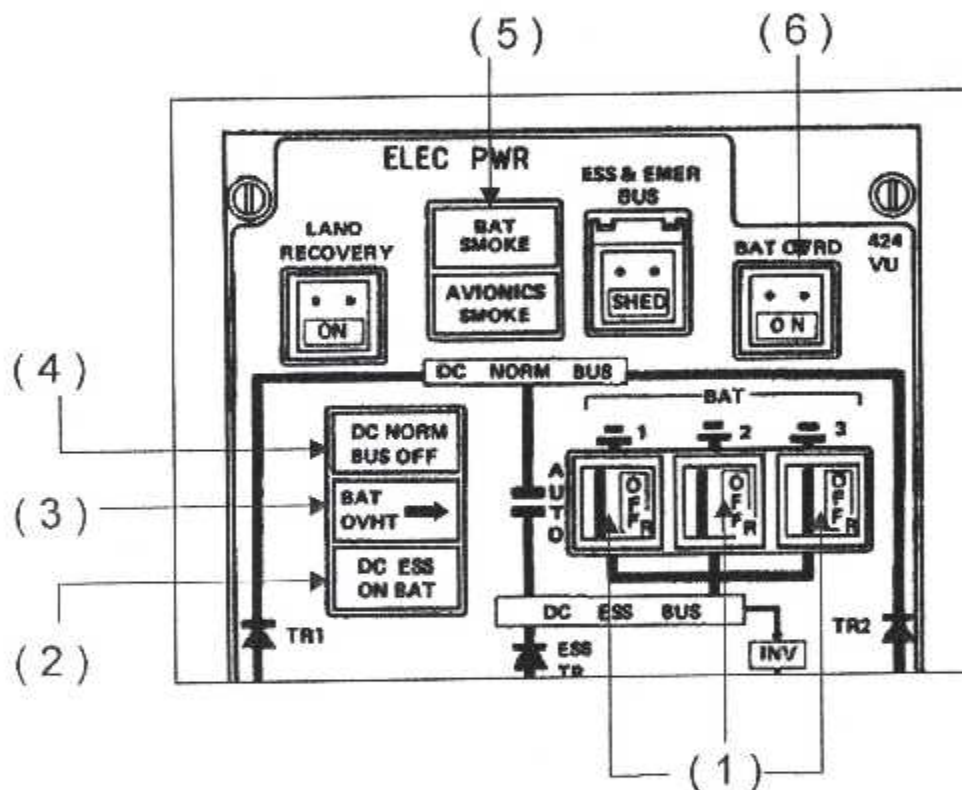 (5)
(6)
ELEC PWR
ESS & EMER
BUS
LAND
RECOVERY
BAT
SMOKE
BAT OVRD
424
VU
AVIONICS
SMOKE
SHED
ON
ON
(4)
DC NORM BUS
BAT
DC NORM
BUS OFF
1
2
3
(3)
BAT
OVHT
AUTO
OFF R
OFF R
OFF R
DC ESS
ON BAT
(2)
DC ESS BUS
TR1
ESS
TR
INV
TR2
(1)